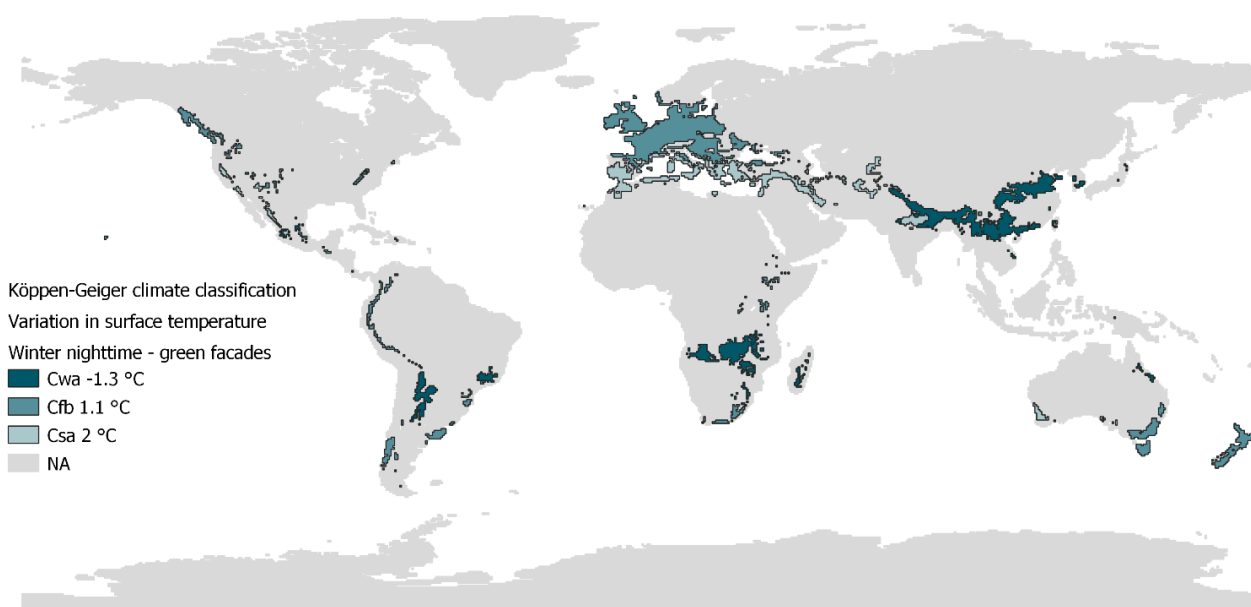 Köppen-Geiger climate classification
Variation in surface temperature
Winter nighttime - green facades
Cwa -1.3 °C
Cfb 1.1 °C
Csa 2 °C
NA